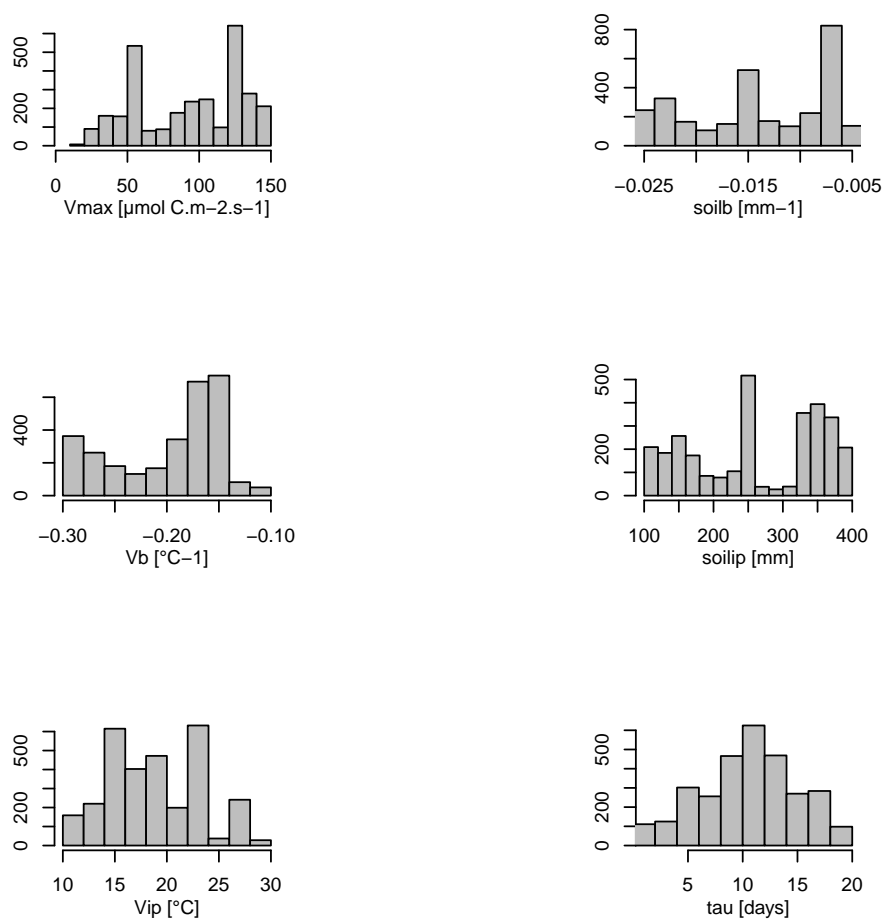 0 200 500
0 50 100 150
Vmax [µmol C.m−2.s−1]
0 400 800
−0.025 −0.015 −0.005
soilb [mm−1]
0 400
−0.30 −0.20 −0.10
Vb [°C−1]
0 200 500
100 200 300 400
soilip [mm]
0 200 500
10 15 20 25 30
Vip [°C]
0 200 500
5 10 15 20
tau [days]